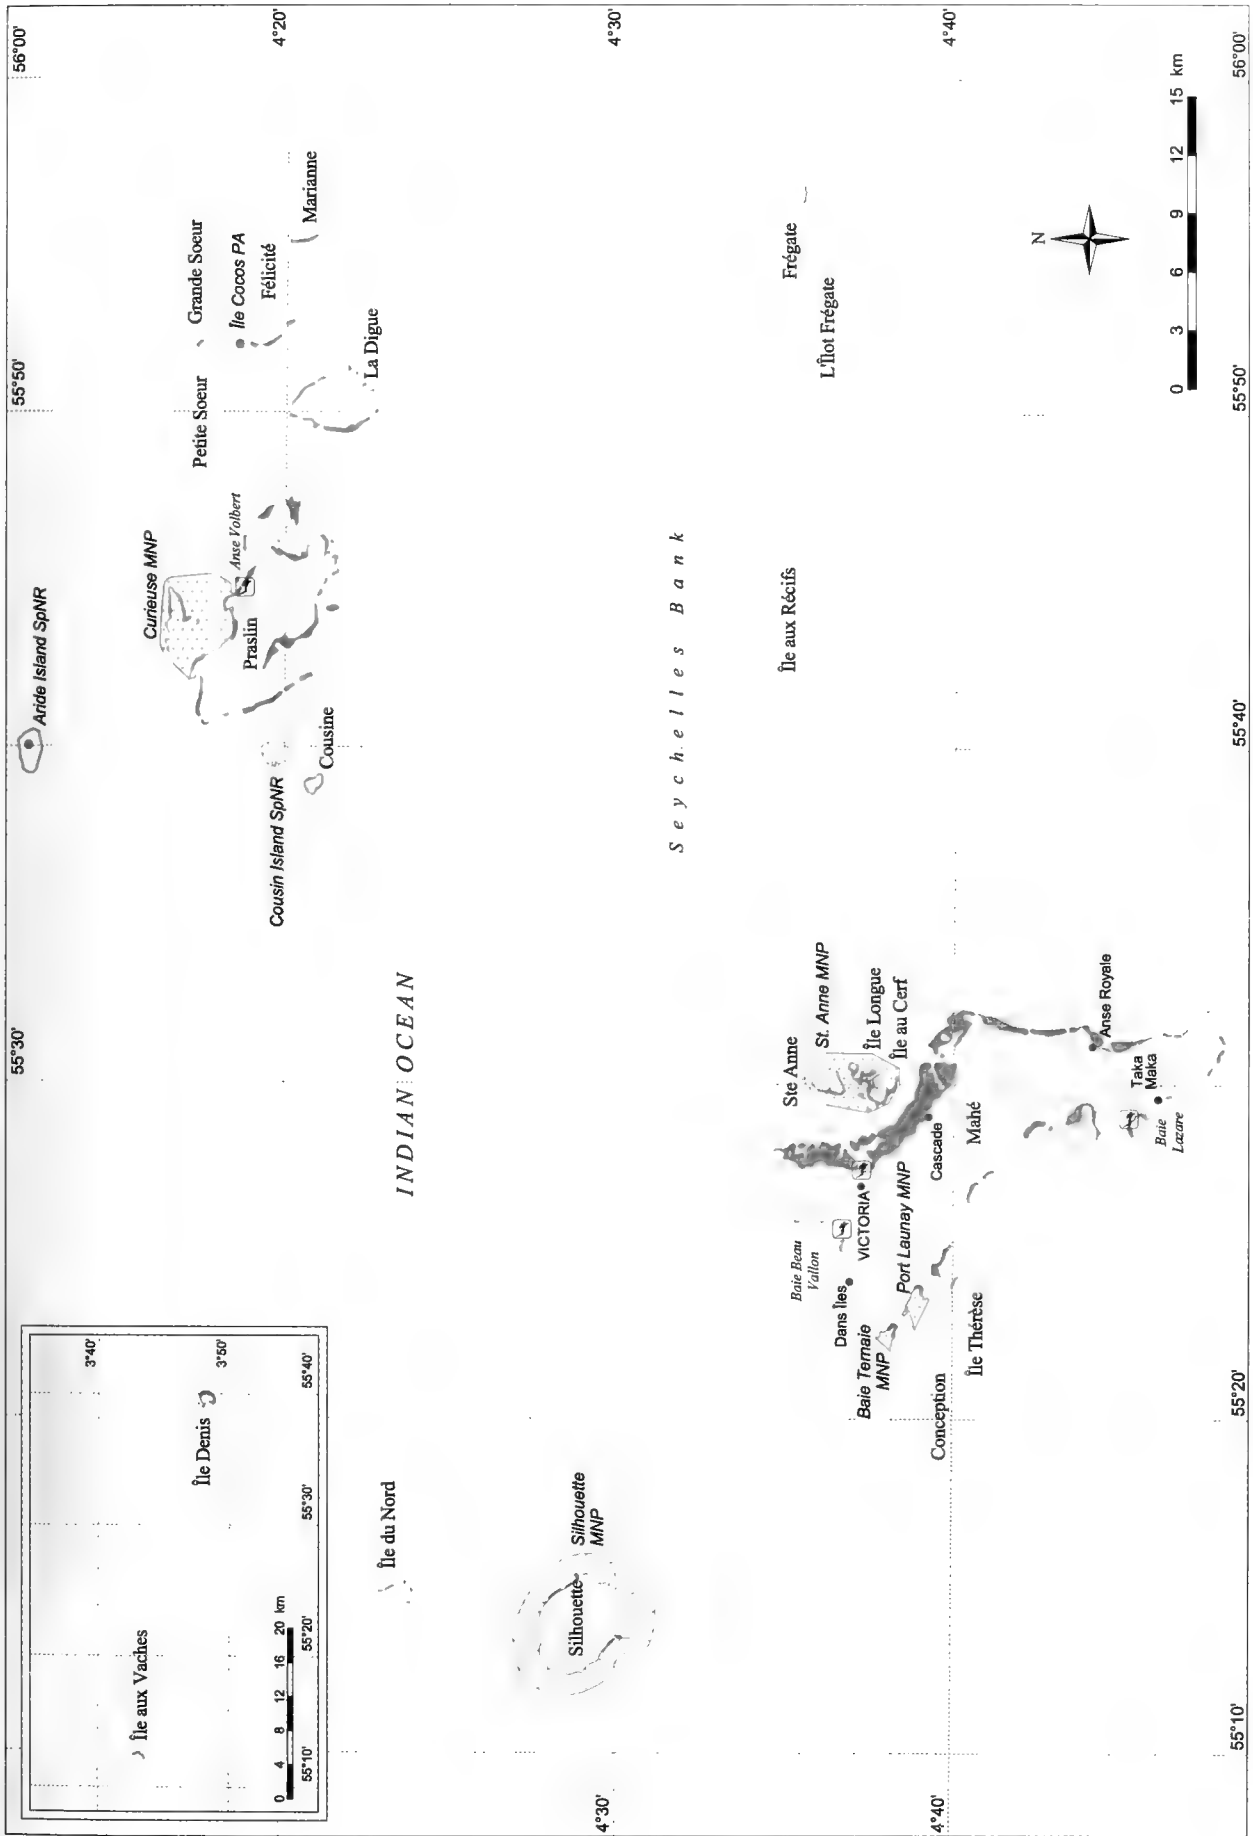 3°40'
3°50'
Île aux Vaches
Île Denis
0 4 8 12 16 20 km
55°10'
55°20'
55°30'
55°40'
55°30'
55°50'
56°00'
Aride Island SpNR
Curieuse MNP
Petite Soeur
Grande Soeur
Anse Volbert
Île Cocos PA
Praslin
Félicité
4°20'
Cousin Island SpNR
Marianne
Cousine
La Digue
Île du Nord
INDIAN OCEAN
Silhouette
Silhouette
MNP
4°30'
4°30'
Seychelles Bank
Ste Anne
Île aux Récifs
Frégate
St. Anne MNP
L'Îlot Frégate
Baie Beau
Vallon
Dans Îles
VICTORIA
Île Longue
Île au Cerf
Baie Ternaie
MNP
Port Launay MNP
Cascade
Conception
4°40'
4°40'
Île Thérèse
Mahé
N
Anse Royale
Taka
Maka
Baie
Lazare
0 3 6 9 12 15 km
55°10'
55°20'
55°40'
55°50'
56°00'